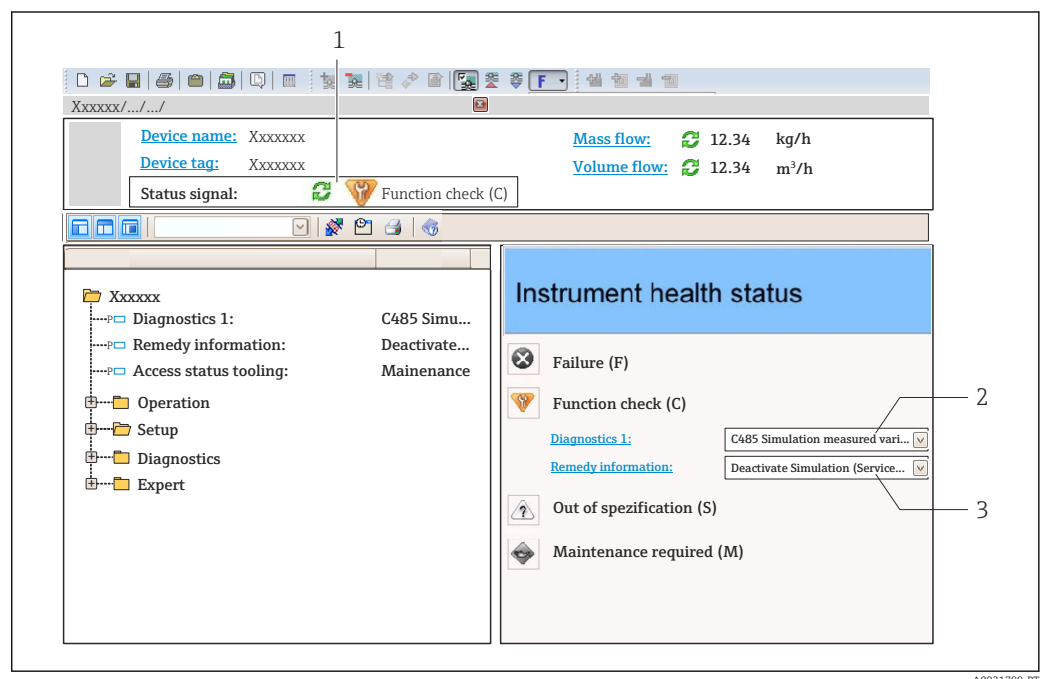 1
F
Xxxxxx/.../.../
Device name: Xxxxxxx
Mass flow: 12.34 kg/h
Device tag: Xxxxxxx
Volume flow: 12.34 m³/h
Status signal: Function check (C)
Xxxxxx
Diagnostics 1: C485 Simu...
Remedy information: Deactivate...
Access status tooling: Mainenance
Operation
Setup
Diagnostics
Expert
Instrument health status
Failure (F)
Function check (C)
2
Diagnostics 1: C485 Simulation measured vari...
Remedy information: Deactivate Simulation (Service...
Out of spezification (S)
3
Maintenance required (M)